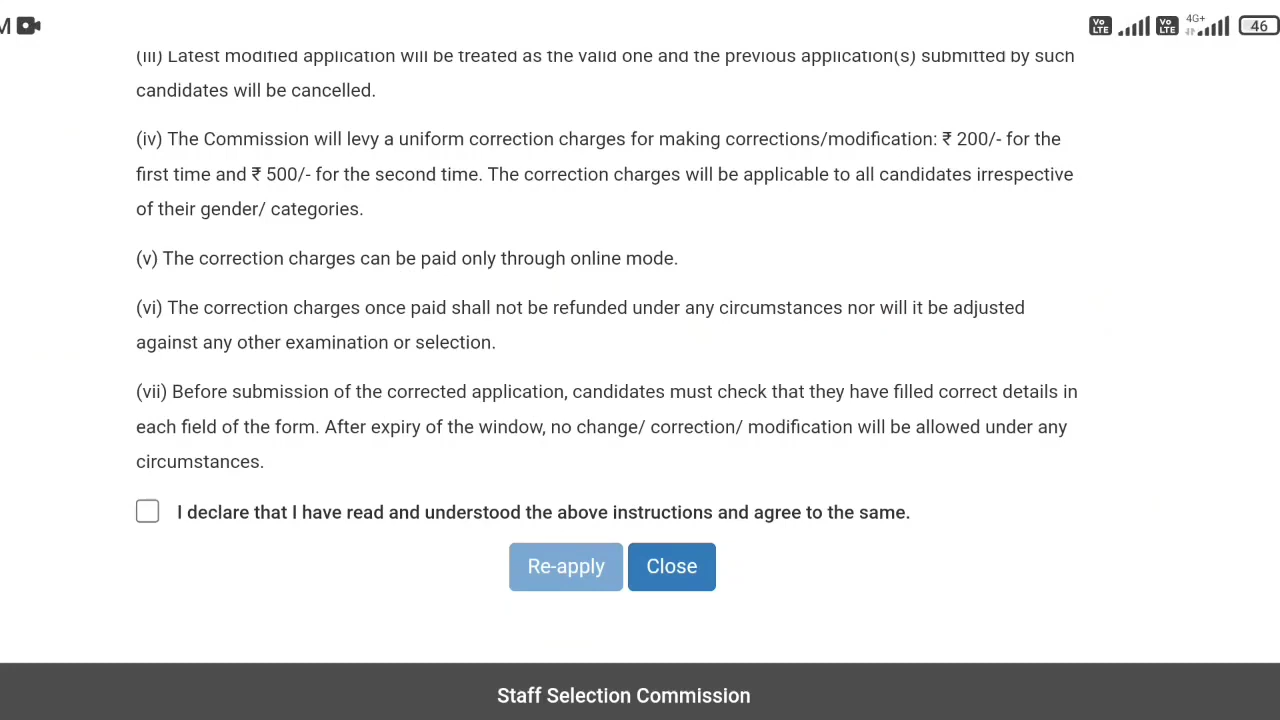 M
Vo LTE
Vo LTE
4G+
46
(iii) Latest modified application will be treated as the valid one and the previous application(s) submitted by such
candidates will be cancelled.
(iv) The Commission will levy a uniform correction charges for making corrections/modification: ₹ 200/- for the
first time and ₹ 500/- for the second time. The correction charges will be applicable to all candidates irrespective
of their gender/ categories.
(v) The correction charges can be paid only through online mode.
(vi) The correction charges once paid shall not be refunded under any circumstances nor will it be adjusted
against any other examination or selection.
(vii) Before submission of the corrected application, candidates must check that they have filled correct details in
each field of the form. After expiry of the window, no change/ correction/ modification will be allowed under any
circumstances.
I declare that I have read and understood the above instructions and agree to the same.
Re-apply
Close
Staff Selection Commission